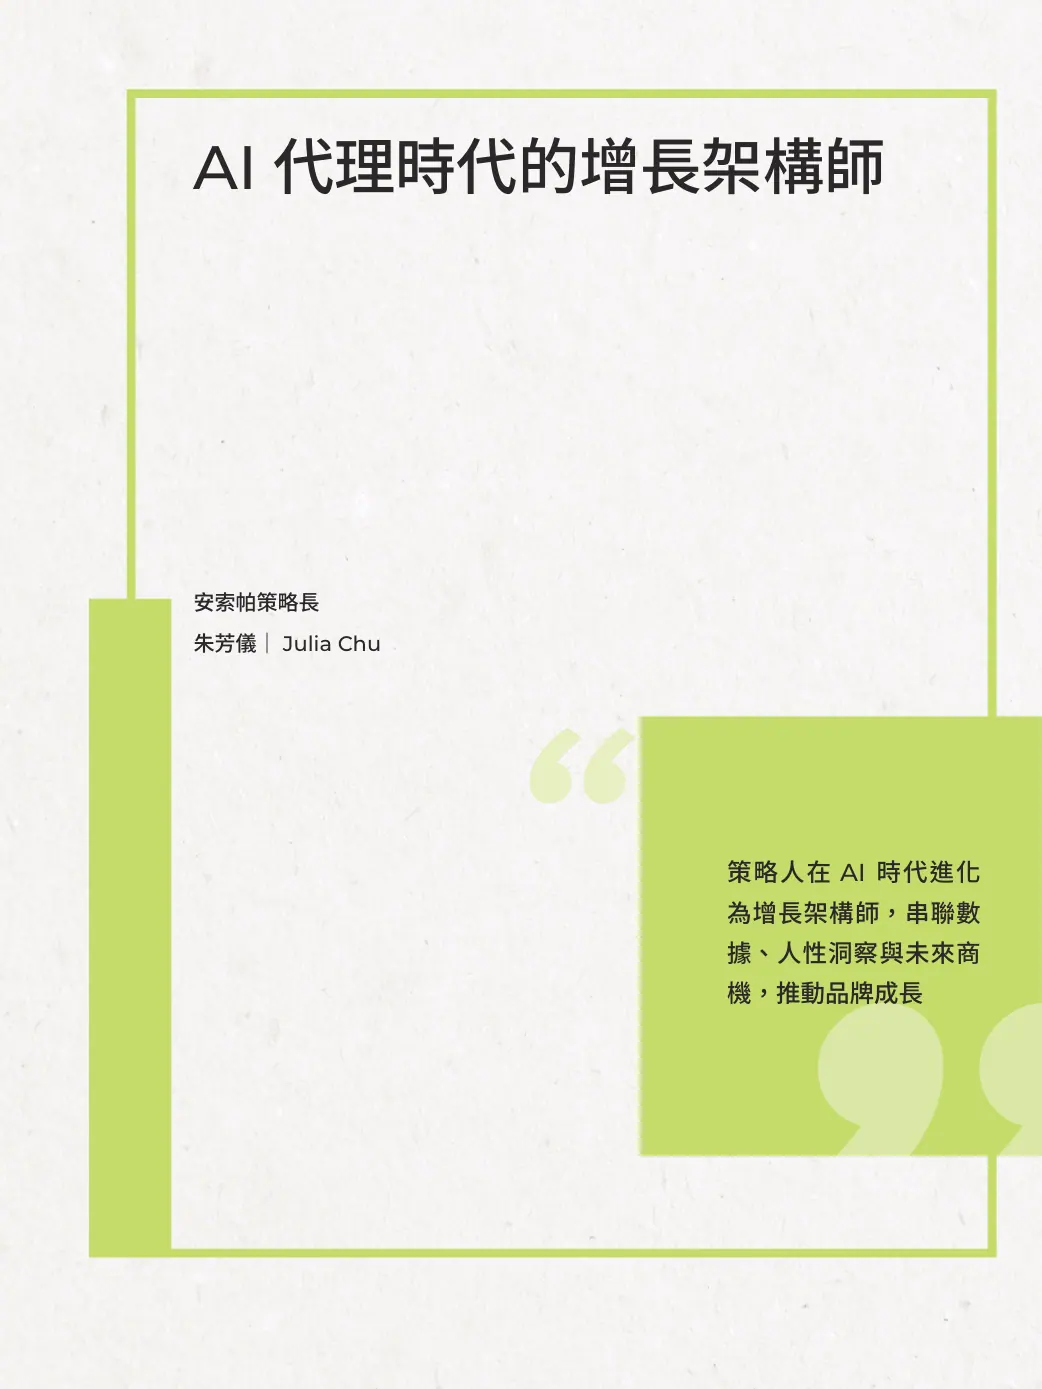 AI 代理時代的增長架構師
安索帕策略長
朱芳儀｜ Julia Chu
策略人在 AI 時代進化
為增長架構師，串聯數
據、人性洞察與未來商
機，推動品牌成長